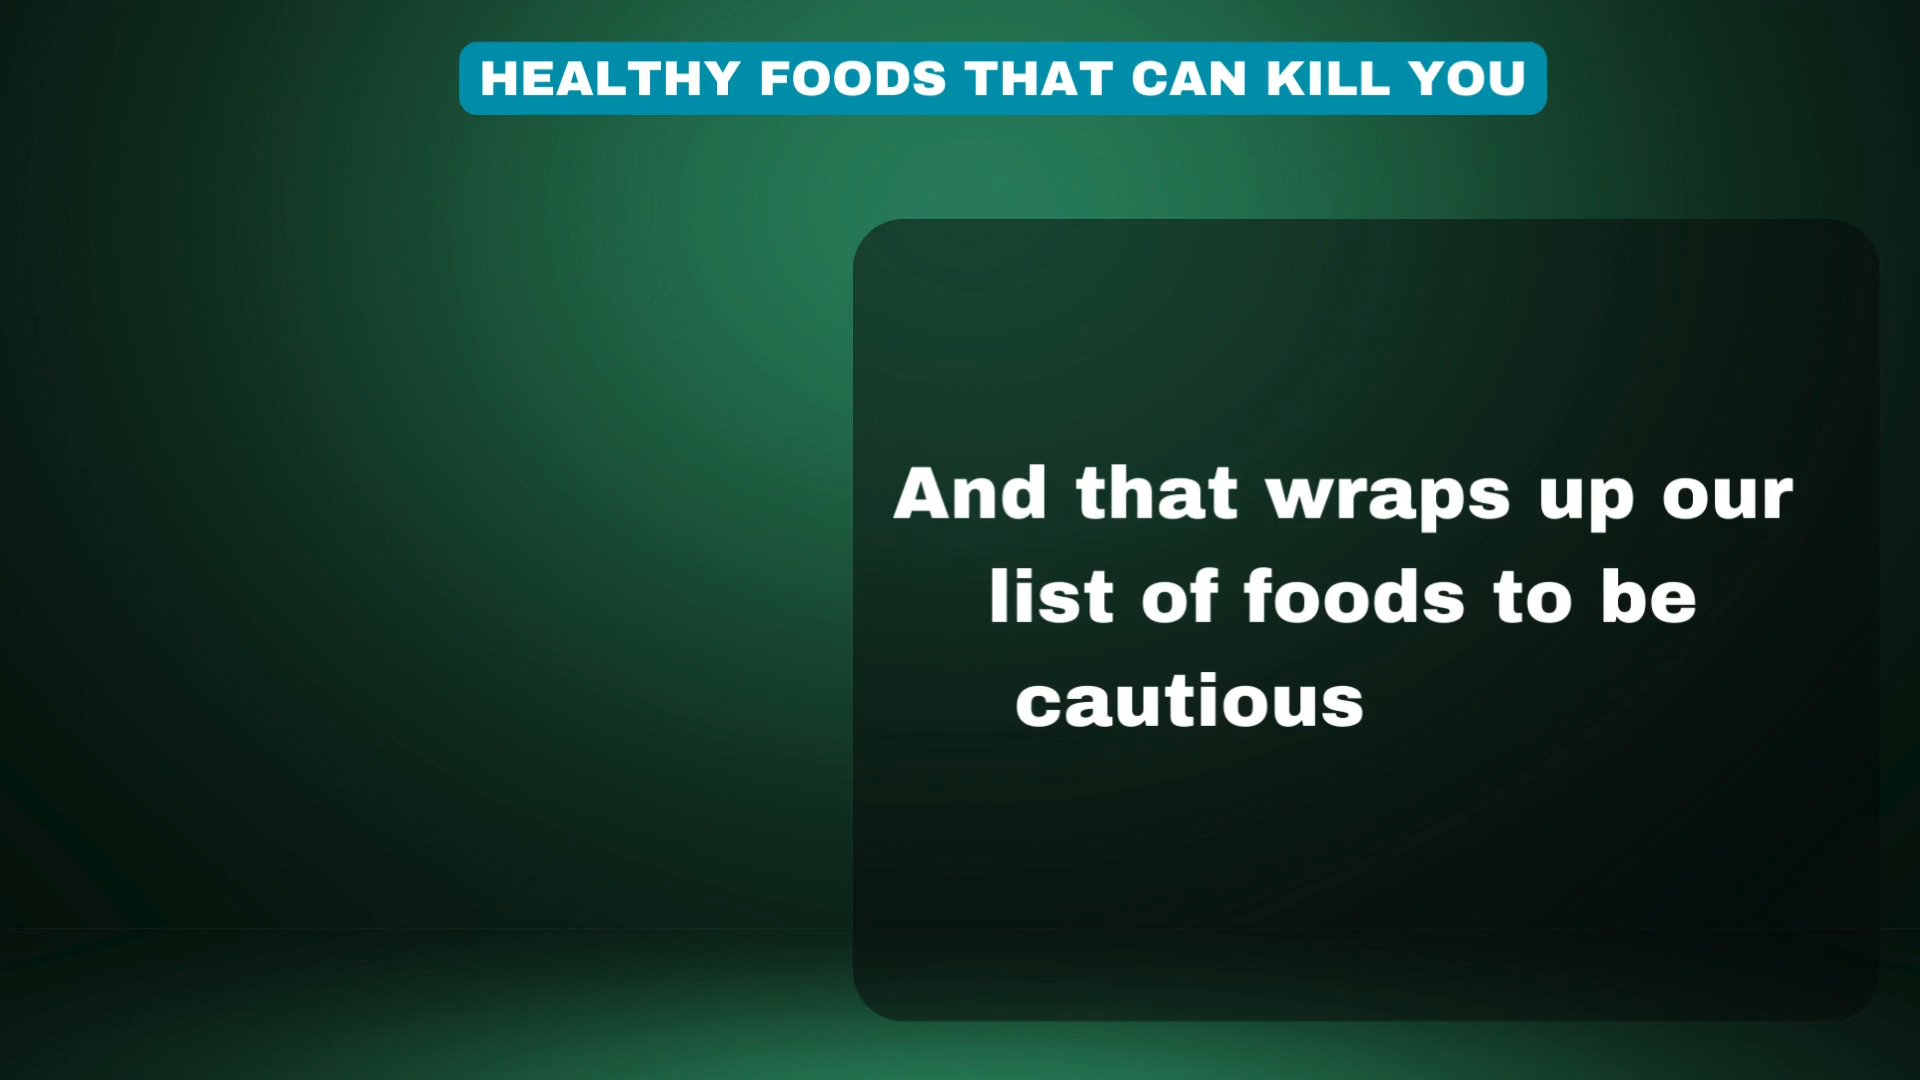 HEALTHY FOODS THAT CAN KILL YOU
And that wraps up our
list of foods to be
cautious